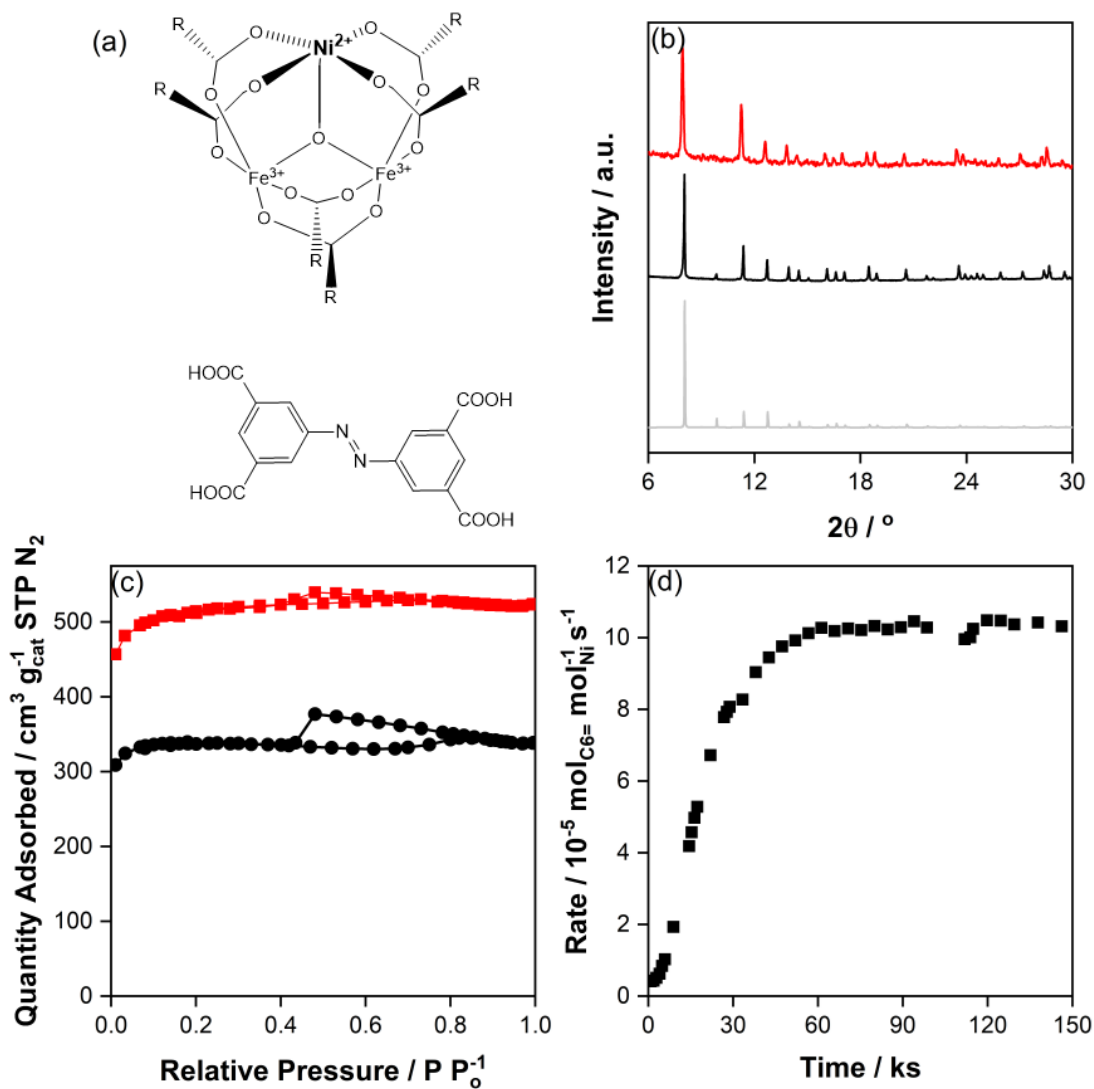 (a)
R
R
O
Ni²⁺
O
O
O
R
R
O
O
O
O
O
Fe³⁺
Fe³⁺
O
O
O
O
R
R
HOOC
COOH
N
N
HOOC
COOH
(b)
Intensity / a.u.
6 12 18 24 30
2θ / °
(c)
Quantity Adsorbed / cm³ g⁻¹cat STP N₂
500
400
300
200
100
0
0.0 0.2 0.4 0.6 0.8 1.0
Relative Pressure / P Pₒ⁻¹
(d)
Rate / 10⁻⁵ molC6= mol⁻¹Ni s⁻¹
12
10
8
6
4
2
0
0 30 60 90 120 150
Time / ks